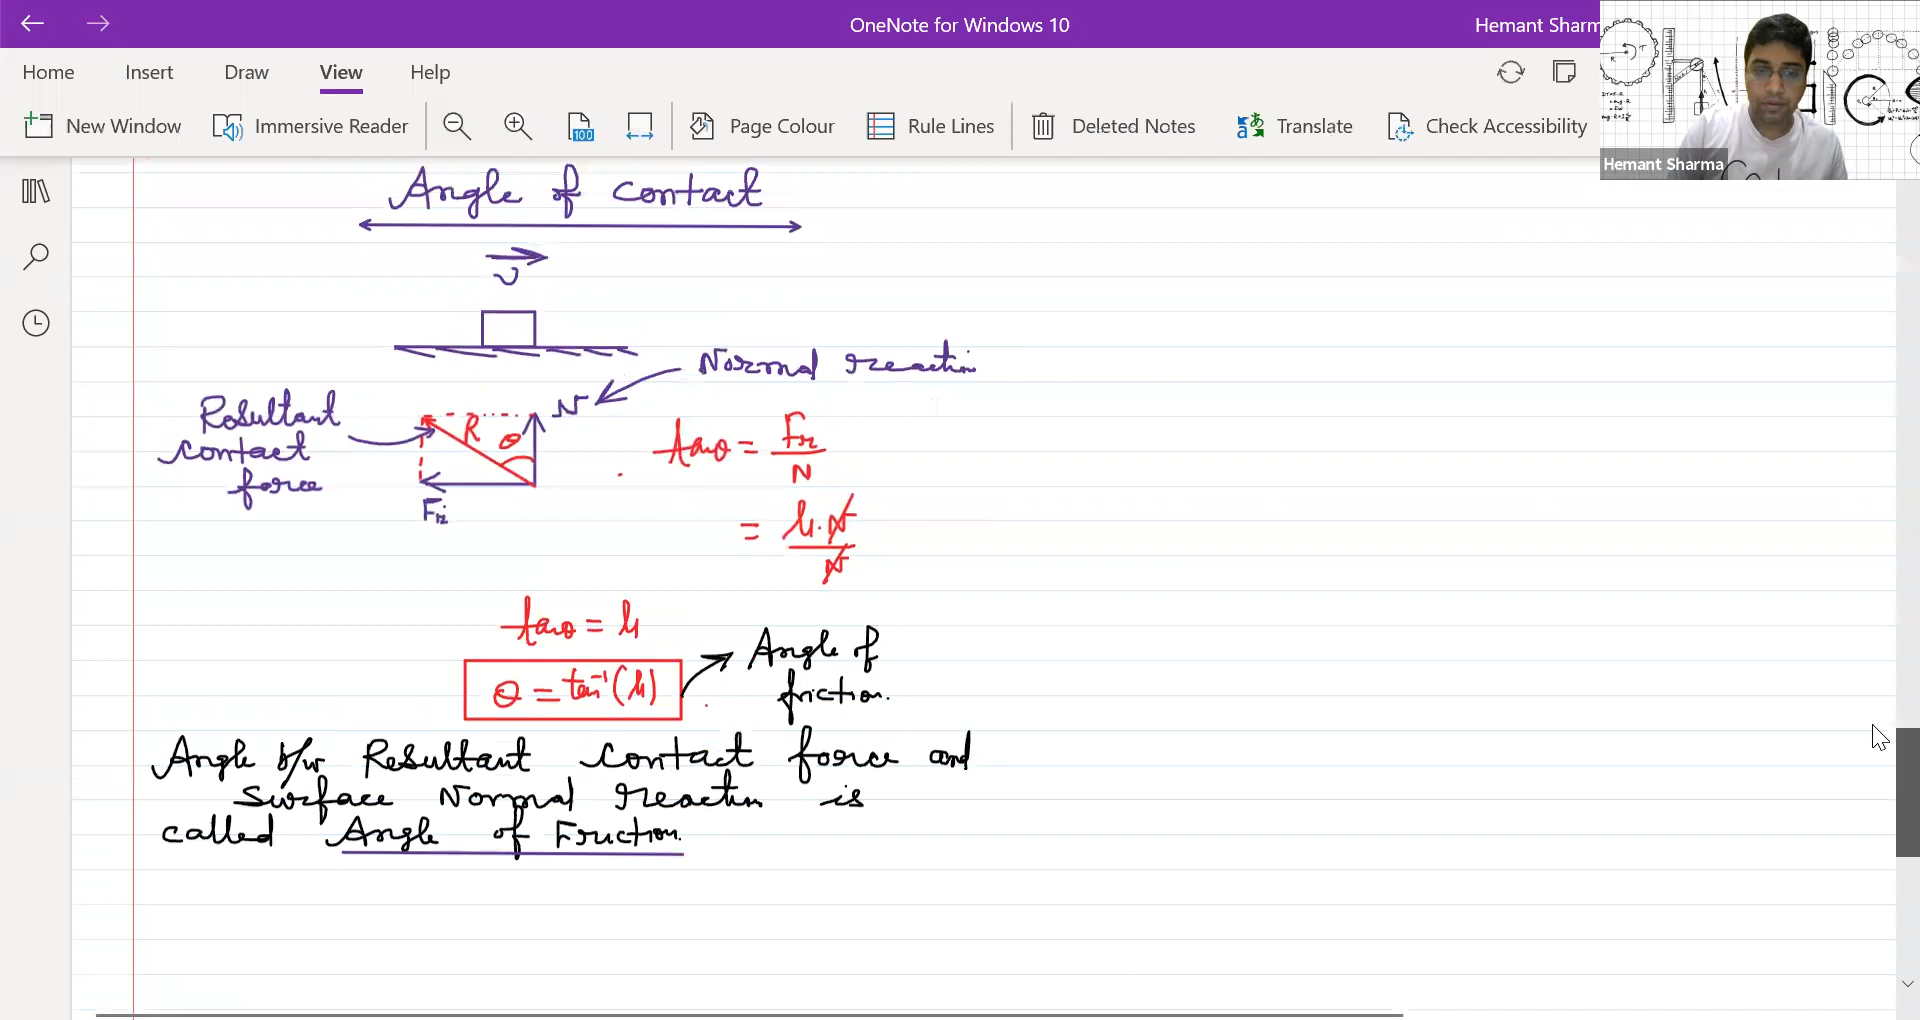 OneNote for Windows 10
Hemant Sharm
Home Insert Draw View Help
New Window Immersive Reader 100 Page Colour Rule Lines Deleted Notes Translate Check Accessibility
Hemant Sharma
Angle of contact
v
Normal reaction
Resultant
contact
force
N
R θ
Fr
tanθ = Fr/N
= μ·N/N
tanθ = μ
θ = tan⁻¹(μ)
Angle of
friction.
Angle b/w Resultant contact force and
surface Normal reaction is
called Angle of Friction.